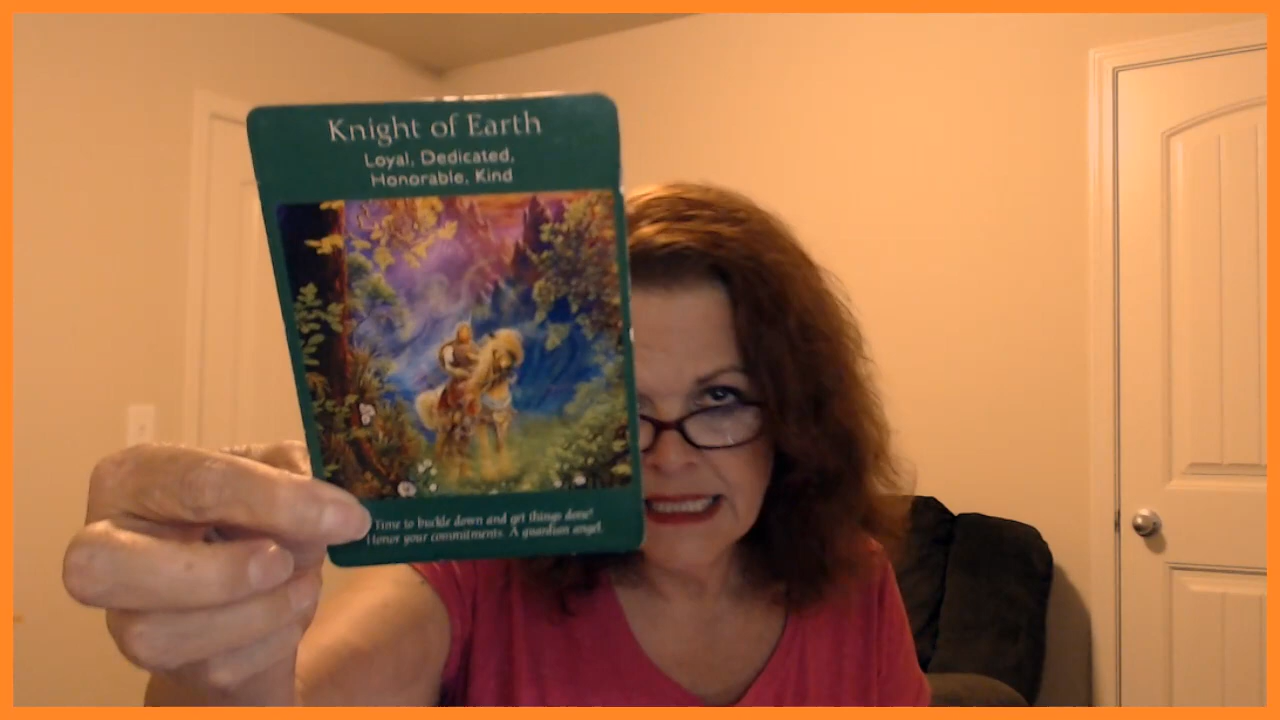 Knight of Earth
Loyal, Dedicated,
Honorable, Kind
Time to buckle down and get things done!
Honor your commitments. A guardian angel.